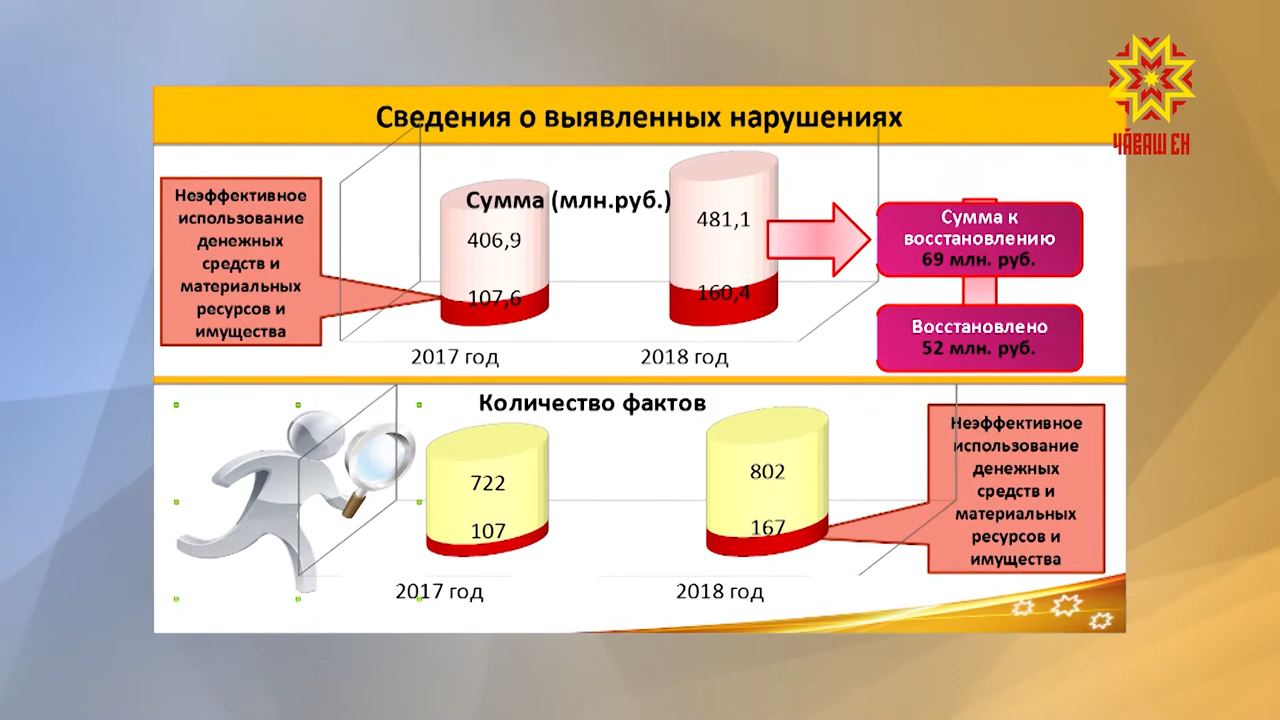 Сведения о выявленных нарушениях
ЧӐВАШ ЕН
Неэффективное
использование
денежных
средств и
материальных
ресурсов и
имущества
Сумма (млн.руб.)
406,9
107,6
481,1
160,4
2017 год
2018 год
Сумма к
восстановлению
69 млн. руб.
Восстановлено
52 млн. руб.
Количество фактов
722
107
802
167
2017 год
2018 год
Неэффективное
использование
денежных
средств и
материальных
ресурсов и
имущества